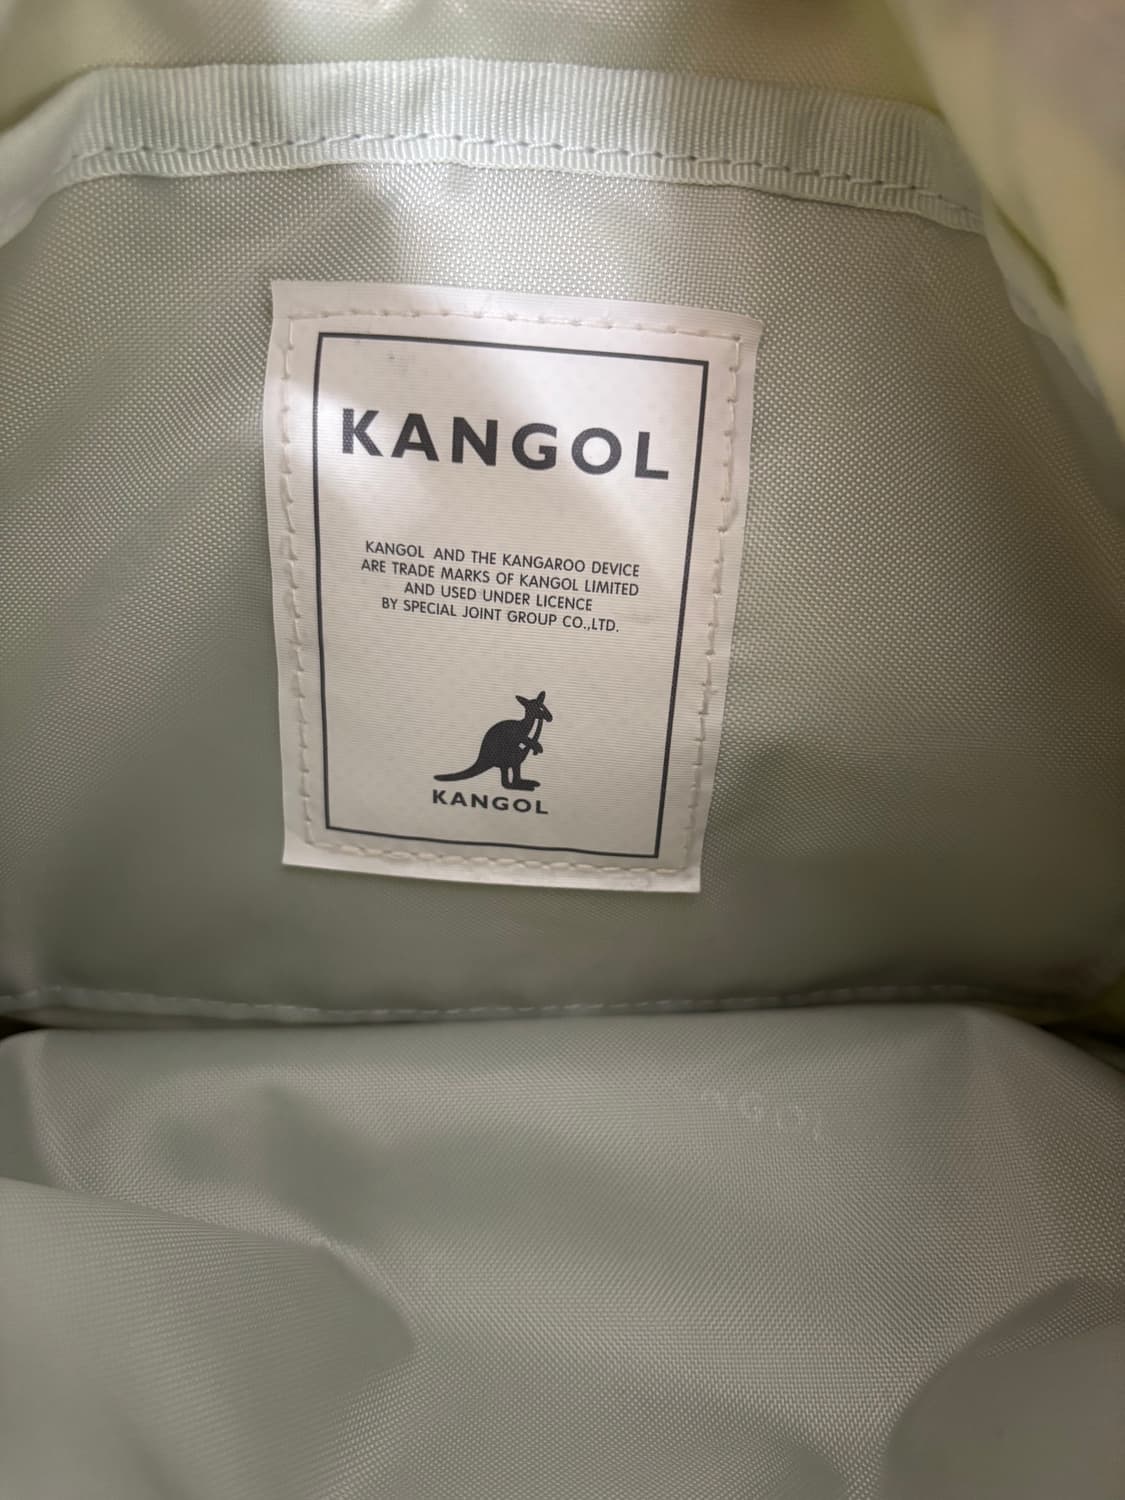 KANGOL
KANGOL AND THE KANGAROO DEVICE
ARE TRADE MARKS OF KANGOL LIMITED
AND USED UNDER LICENCE
BY SPECIAL JOINT GROUP CO.,LTD.
KANGOL